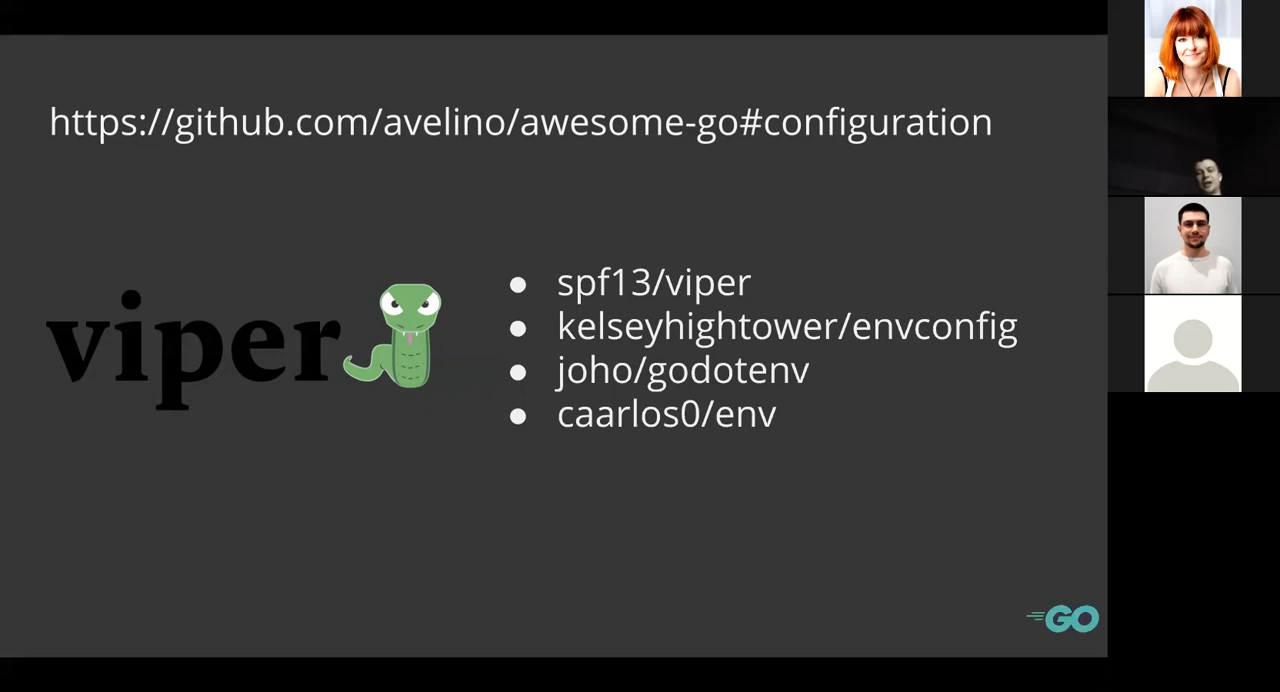 https://github.com/avelino/awesome-go#configuration
viper
● spf13/viper
● kelseyhightower/envconfig
● joho/godotenv
● caarlos0/env
GO